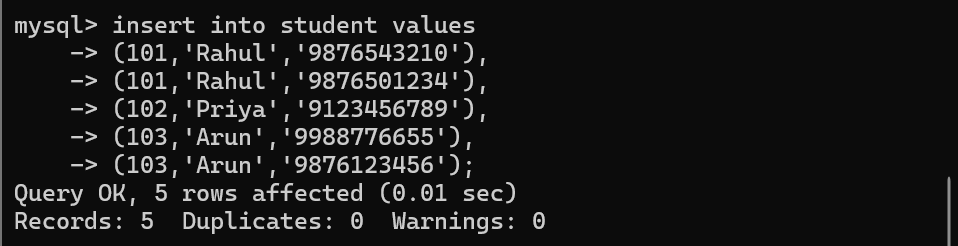 mysql> insert into student values
    -> (101,'Rahul','9876543210'),
    -> (101,'Rahul','9876501234'),
    -> (102,'Priya','9123456789'),
    -> (103,'Arun','9988776655'),
    -> (103,'Arun','9876123456');
Query OK, 5 rows affected (0.01 sec)
Records: 5  Duplicates: 0  Warnings: 0